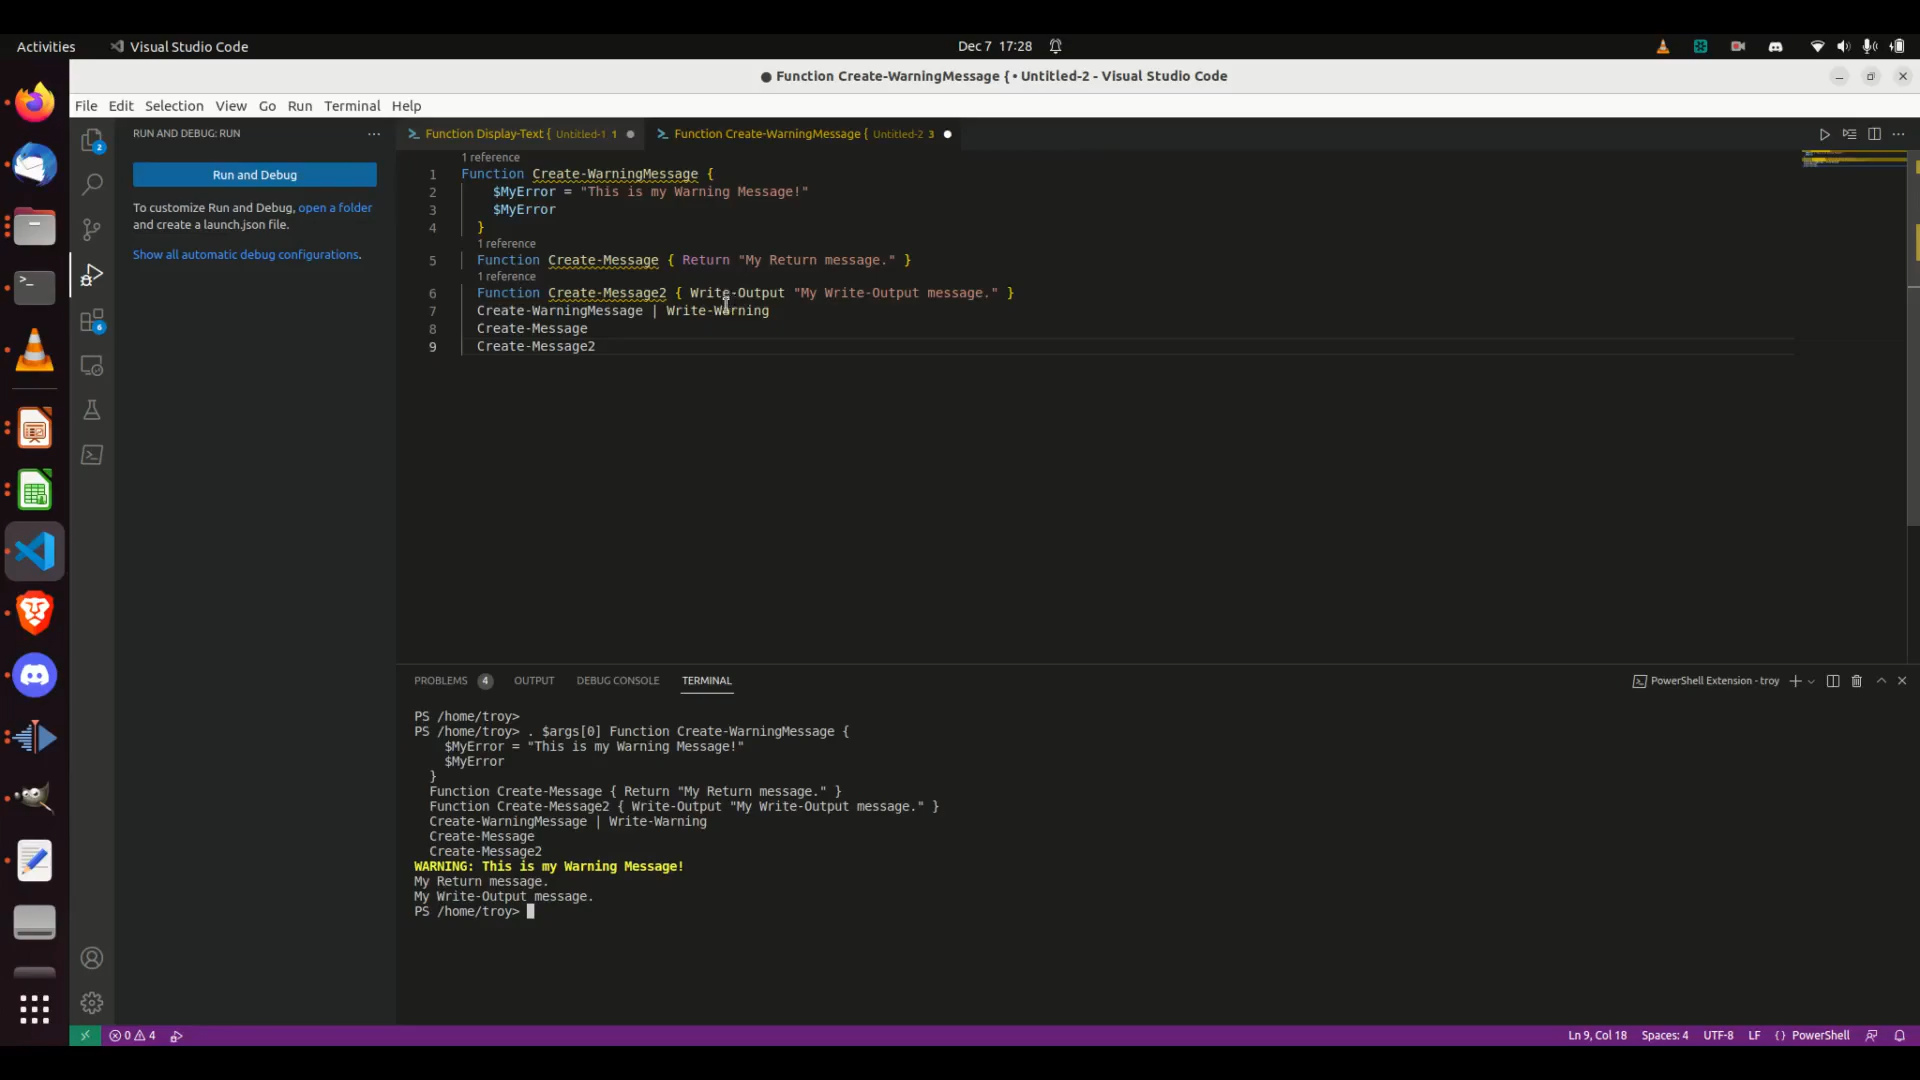 Activities
Visual Studio Code
Dec 7 17:28
● Function Create-WarningMessage { • Untitled-2 - Visual Studio Code
File Edit Selection View Go Run Terminal Help
RUN AND DEBUG: RUN
Function Display-Text { Untitled-1 1
Function Create-WarningMessage { Untitled-2 3
Run and Debug
To customize Run and Debug, open a folder
and create a launch.json file.
Show all automatic debug configurations.
2
6
1 reference
1 Function Create-WarningMessage {
2 $MyError = "This is my Warning Message!"
3 $MyError
4 }
1 reference
5 Function Create-Message { Return "My Return message." }
1 reference
6 Function Create-Message2 { Write-Output "My Write-Output message." }
7 Create-WarningMessage | Write-Warning
8 Create-Message
9 Create-Message2
PROBLEMS 4 OUTPUT DEBUG CONSOLE TERMINAL
PowerShell Extension - troy
PS /home/troy>
PS /home/troy> . $args[0] Function Create-WarningMessage {
$MyError = "This is my Warning Message!"
$MyError
}
Function Create-Message { Return "My Return message." }
Function Create-Message2 { Write-Output "My Write-Output message." }
Create-WarningMessage | Write-Warning
Create-Message
Create-Message2
WARNING: This is my Warning Message!
My Return message.
My Write-Output message.
PS /home/troy>
0 4
Ln 9, Col 18 Spaces: 4 UTF-8 LF {} PowerShell